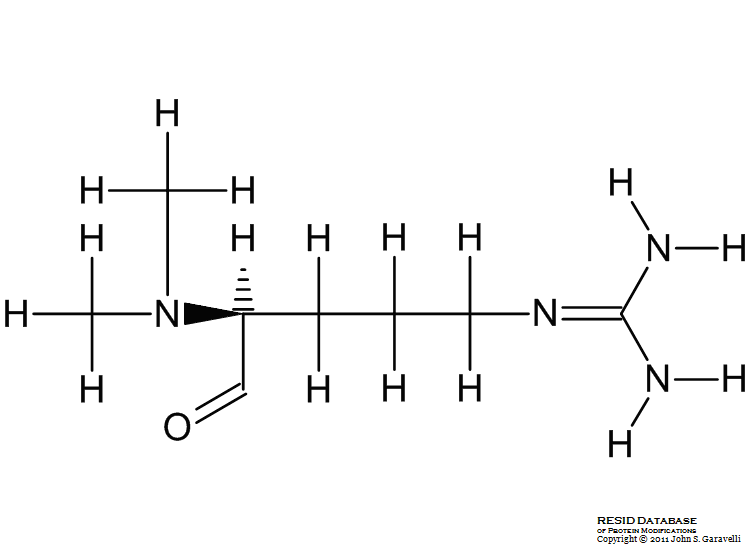 H
H H H
H H H H H H
H N N N H
O H H H H N H
H
RESID DATABASE
OF PROTEIN MODIFICATIONS
Copyright © 2011 John S. Garavelli